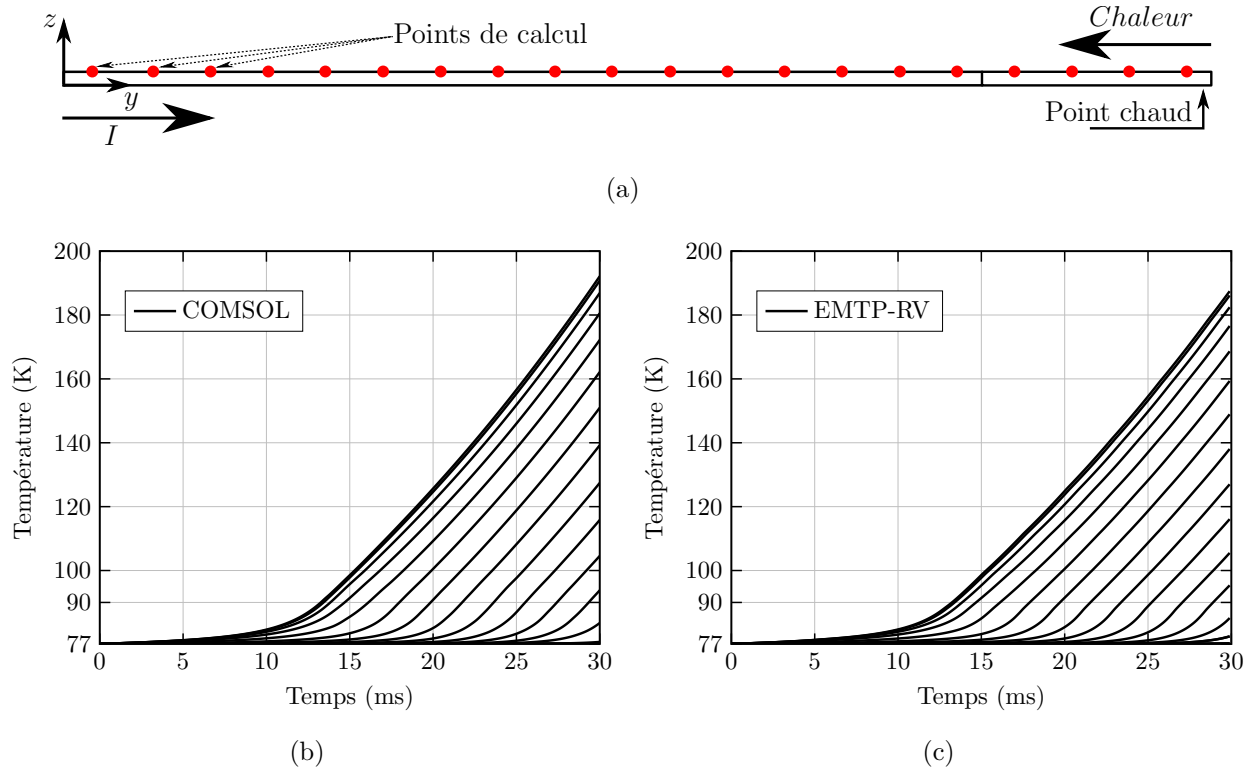 z
Chaleur
Points de calcul
y
Point chaud
I
(a)
200
180
160
140
120
100
90
77
Température (K)
COMSOL
0 5 10 15 20 25 30
Temps (ms)
(b)
200
180
160
140
120
100
90
77
Température (K)
EMTP-RV
0 5 10 15 20 25 30
Temps (ms)
(c)